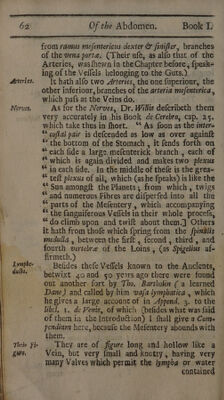 62 Of the Abdomen. Book I.
from ramus mesentericus dexter & sinister, branches
of the vena porta. (Their use, as also that of the
Arteries, was shewn in the Chapter before, speak-
ing of the Vessels belonging to the Guts.)
Arteries. It hath also two Arteries, the one superiour, the
other inferiour, branches of the arteria mesenterica,
which pass as the Veins do.
Nerves. As for the Nerves, Dr. Willis describeth them
very accurately in his Book de Cerebro, cap. 25.
which take thus in short. "As soon as the inter-
"costal pair is descended as low as over against
"the bottom of the Stomach, it sends forth on
"each side a large mesenterick branch, each of
"which is again divided and makes two plexus
"in each side. In the middle of these is the grea-
"test plexus of all, which (as he speaks) is like the
"Sun amongst the Planets; from which, twigs
"and numerous Fibres are dispersed into all the
"parts of the Mesentery, which accompanying
"the sanguiferous Vessels in their whole process,
"do climb upon and twist about them.] Others
it hath from those which spring from the spinalis
medulla, between the first, second, third, and
fourth vertebræ of the Loins, (as Spigelius af-
firmeth.)
Lymphe-
ducts. Besides these Vessels known to the Ancients,
betwixt 40 and 50 years ago there were found
out another sort by Tho. Bartholin (a learned
Dane) and called by him vasa lymphatica, which
he gives a large account of in Append. 3. to the
libel. 1. de Venis, of which (besides what was said
of them in the Introduction) I shall give a Com-
pendium here, because the Mesentery abounds with
them.
Their Fi-
gure. They are of figure long and hollow like a
Vein, but very small and knotty, having very
many Valves which permit the lympha or water
contained